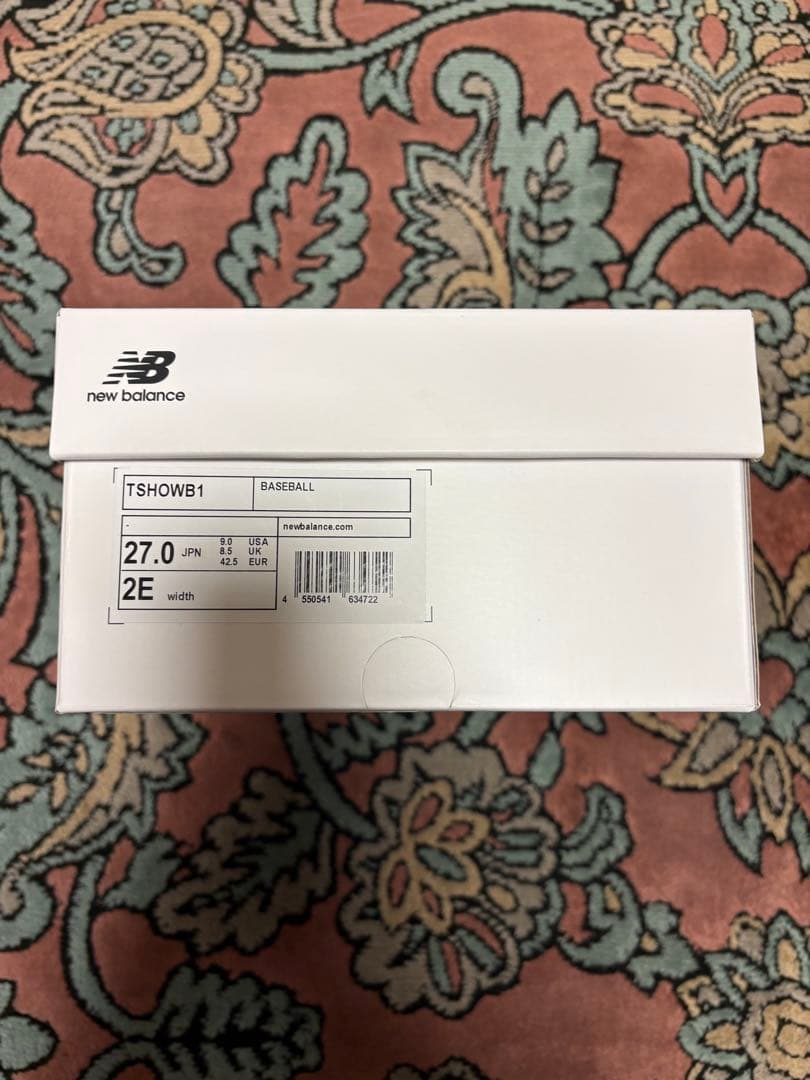 NB
new balance
TSHOWB1 BASEBALL
- newbalance.com
27.0 JPN
9.0 USA
8.5 UK
42.5 EUR
2E width
4 550541 634722